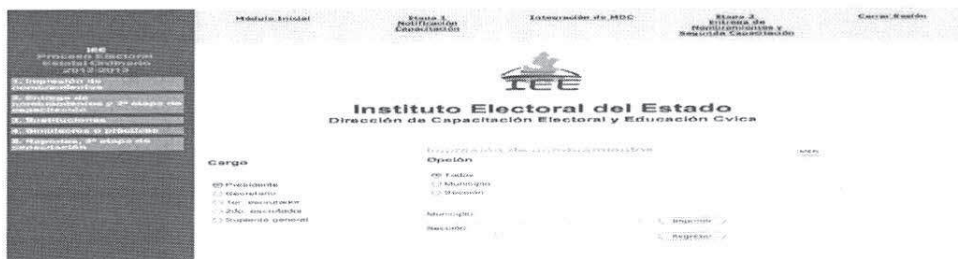 Módulo Inicial
Etapa 1
Notificación
Capacitación
Integración de MDC
Etapa 2
Entrega de
Nombramientos y
Segunda Capacitación
Cerrar Sesión
IEE
Proceso Electoral
Estatal Ordinario
2012-2013
1. Impresión de
nombramientos
2. Entrega de
nombramientos y 2ª etapa de
capacitación
3. Sustituciones
4. Simulacros o prácticas
5. Reportes, 2ª etapa de
capacitación
IEE
Instituto Electoral del Estado
Dirección de Capacitación Electoral y Educación Cvica
Impresión de nombramientos
Cargo
Presidente
Secretario
1er. escrutador
2do. escrutador
Suplente general
Opción
Todos
Municipio
Sección
Municipio
Sección
Imprimir
Regresar